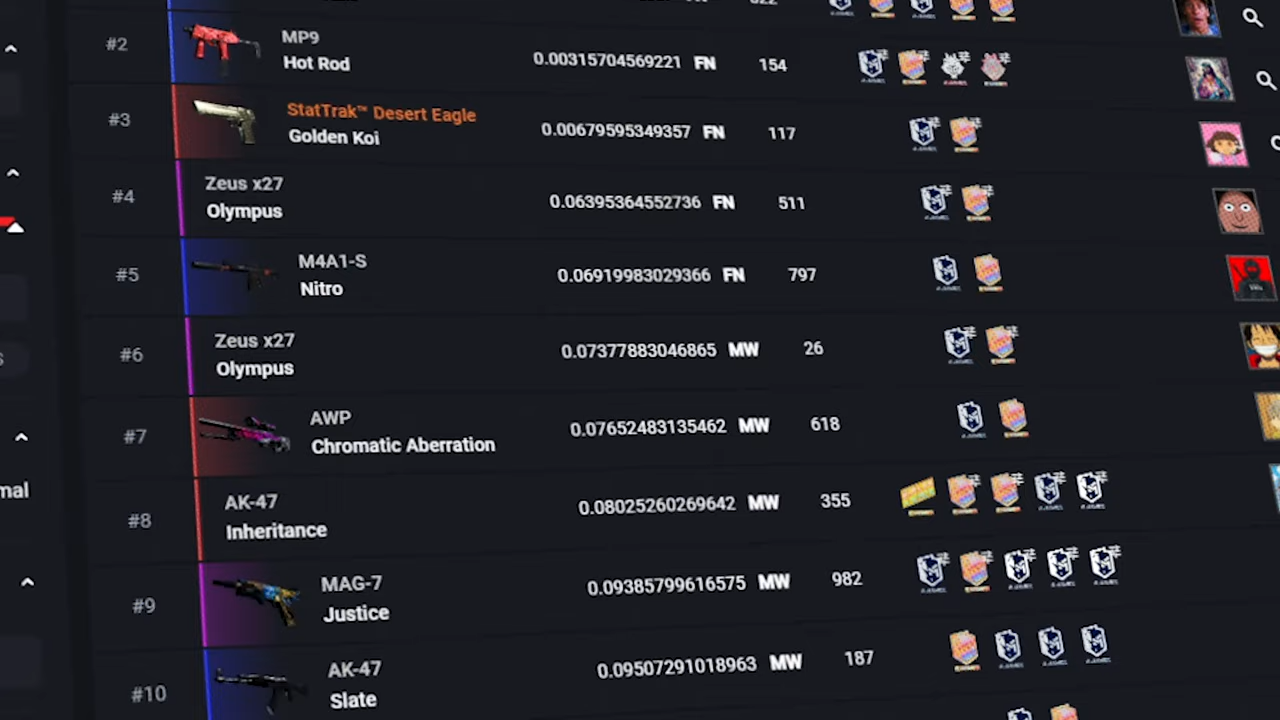 #2
MP9
Hot Rod
0.00315704569221 FN
154
#3
StatTrak™ Desert Eagle
Golden Koi
0.00679595349357 FN
117
#4
Zeus x27
Olympus
0.06395364552736 FN
511
#5
M4A1-S
Nitro
0.06919983029366 FN
797
#6
Zeus x27
Olympus
0.07377883046865 MW
26
#7
AWP
Chromatic Aberration
0.07652483135462 MW
618
mal
#8
AK-47
Inheritance
0.08025260269642 MW
355
#9
MAG-7
Justice
0.09385799616575 MW
982
#10
AK-47
Slate
0.09507291018963 MW
187